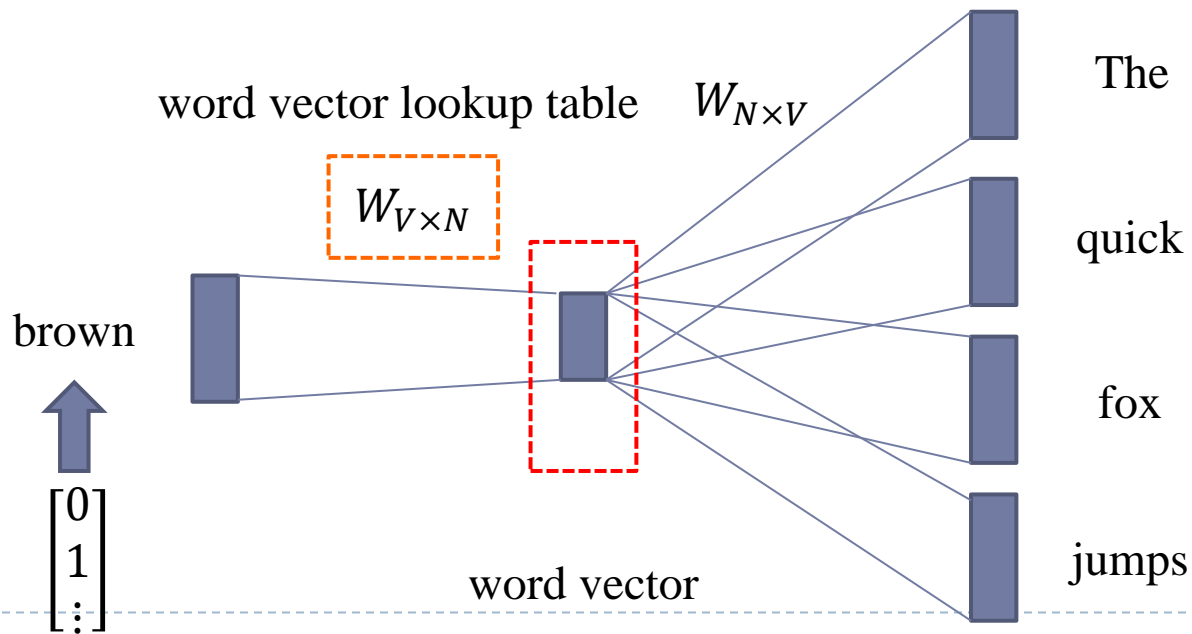 The
word vector lookup table
W_{N×V}
W_{V×N}
quick
brown
fox
[0
1
⋮]
jumps
word vector